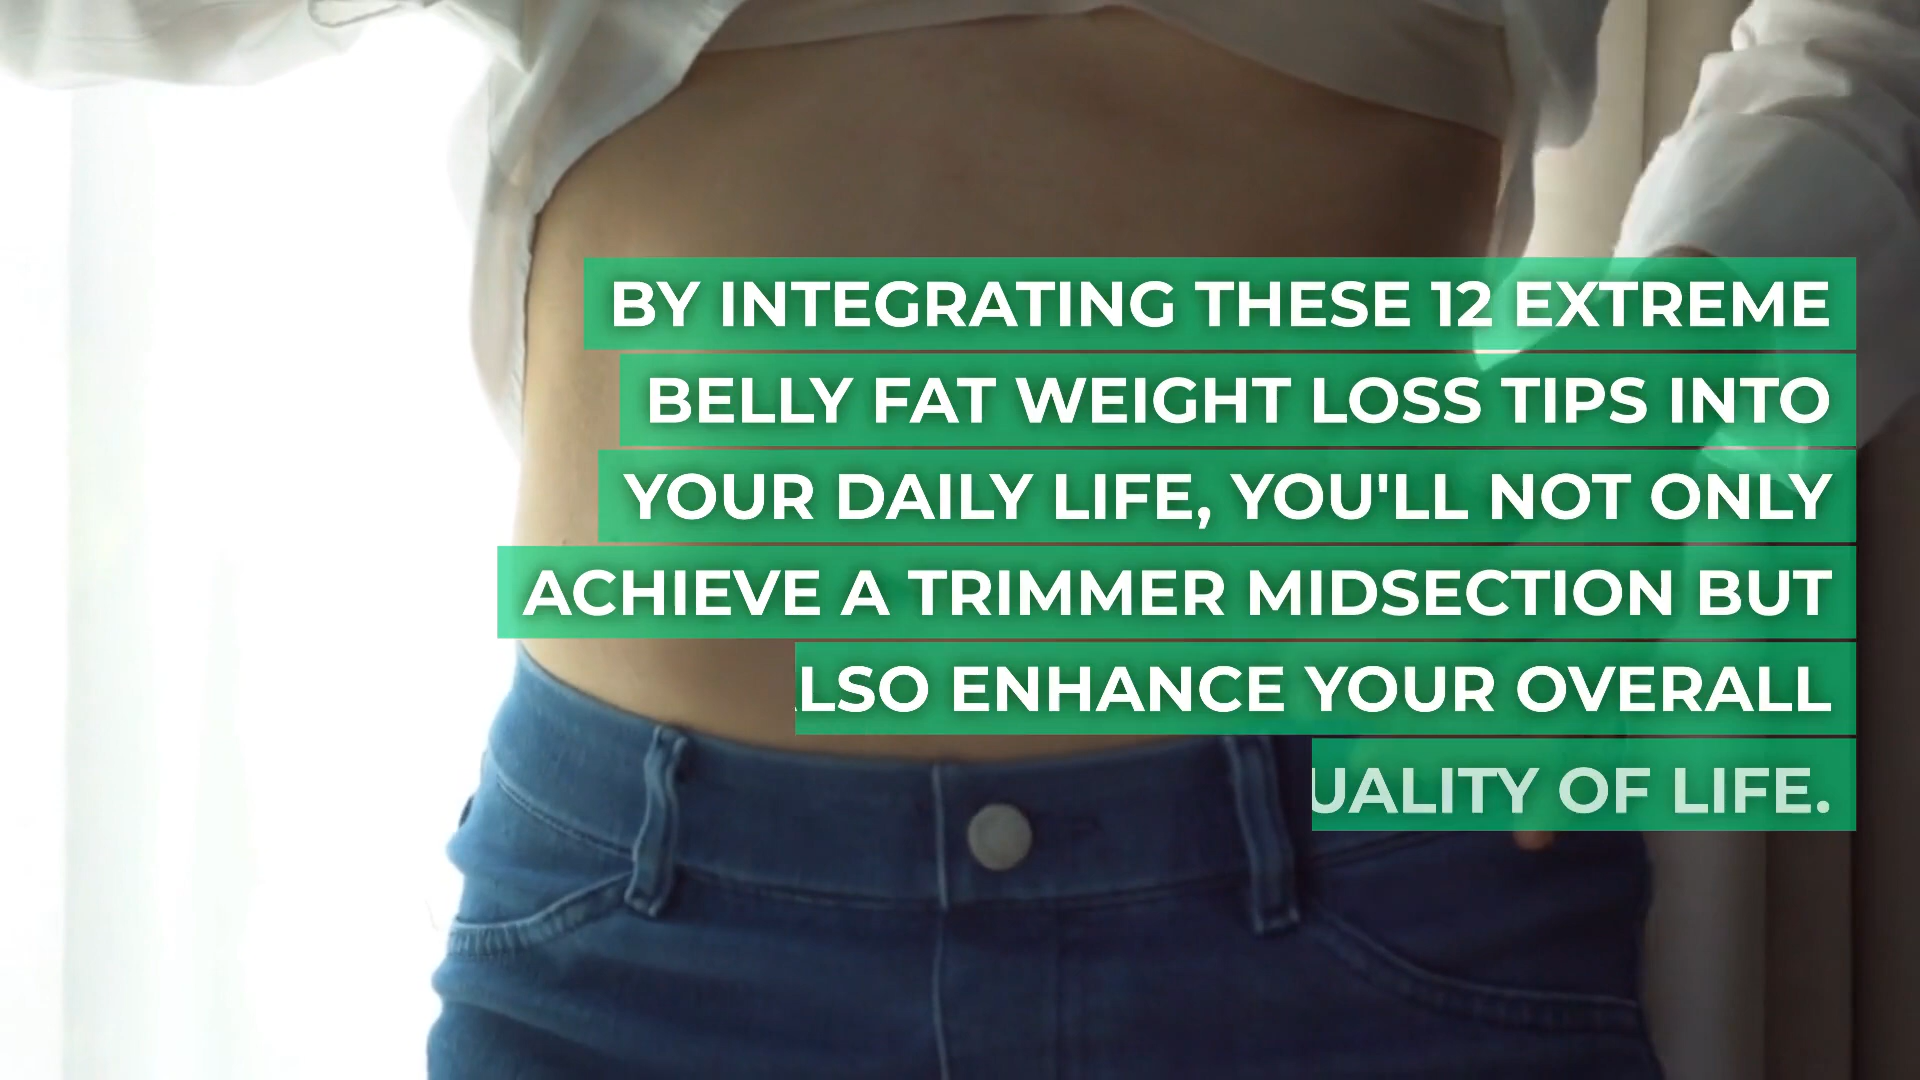 BY INTEGRATING THESE 12 EXTREME
BELLY FAT WEIGHT LOSS TIPS INTO
YOUR DAILY LIFE, YOU'LL NOT ONLY
ACHIEVE A TRIMMER MIDSECTION BUT
LSO ENHANCE YOUR OVERALL
UALITY OF LIFE.